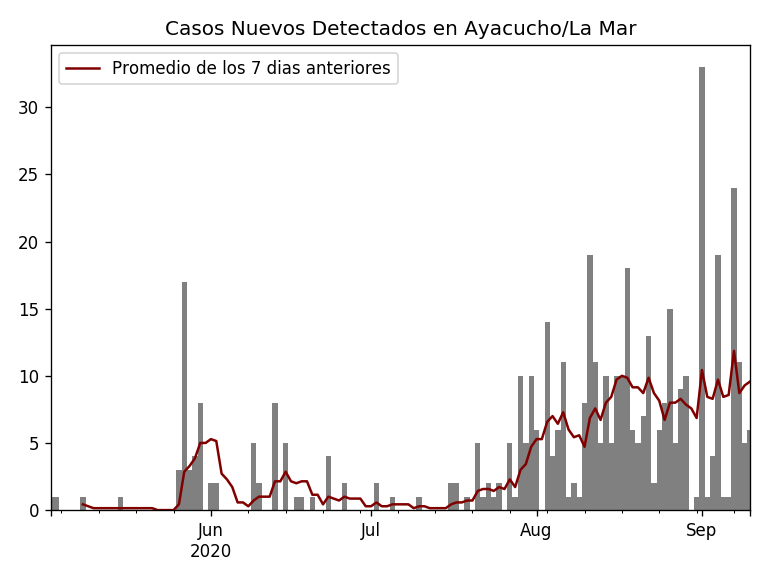 Casos Nuevos Detectados en Ayacucho/La Mar
Promedio de los 7 dias anteriores
30
25
20
15
10
5
0
Jun Jul Aug Sep
2020